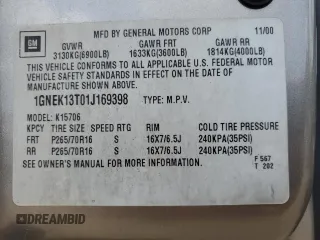 GM
MFD BY GENERAL MOTORS CORP 11/00
GVWR GAWR FRT GAWR RR
3130KG(6900LB) 1633KG(3600LB) 1814KG(4000LB)
THIS VEHICLE CONFORMS TO ALL APPLICABLE U.S.
FEDERAL MOTOR VEHICLE SAFETY STANDARDS IN EFFECT
ON THE DATE OF MANUFACTURE SHOWN ABOVE.
1GNEK13T01J169398 TYPE: M.P.V.
MODEL: K15706
KPCY TIRE SIZE SPEED RTG RIM COLD TIRE PRESSURE
FRT P265/70R16 S 16X7/6.5J 240KPA(35PSI)
RR P265/70R16 S 16X7/6.5J 240KPA(35PSI)
SEE OWNER'S MANUAL FOR MORE INFORMATION.
F 567
T 202
DREAMBID